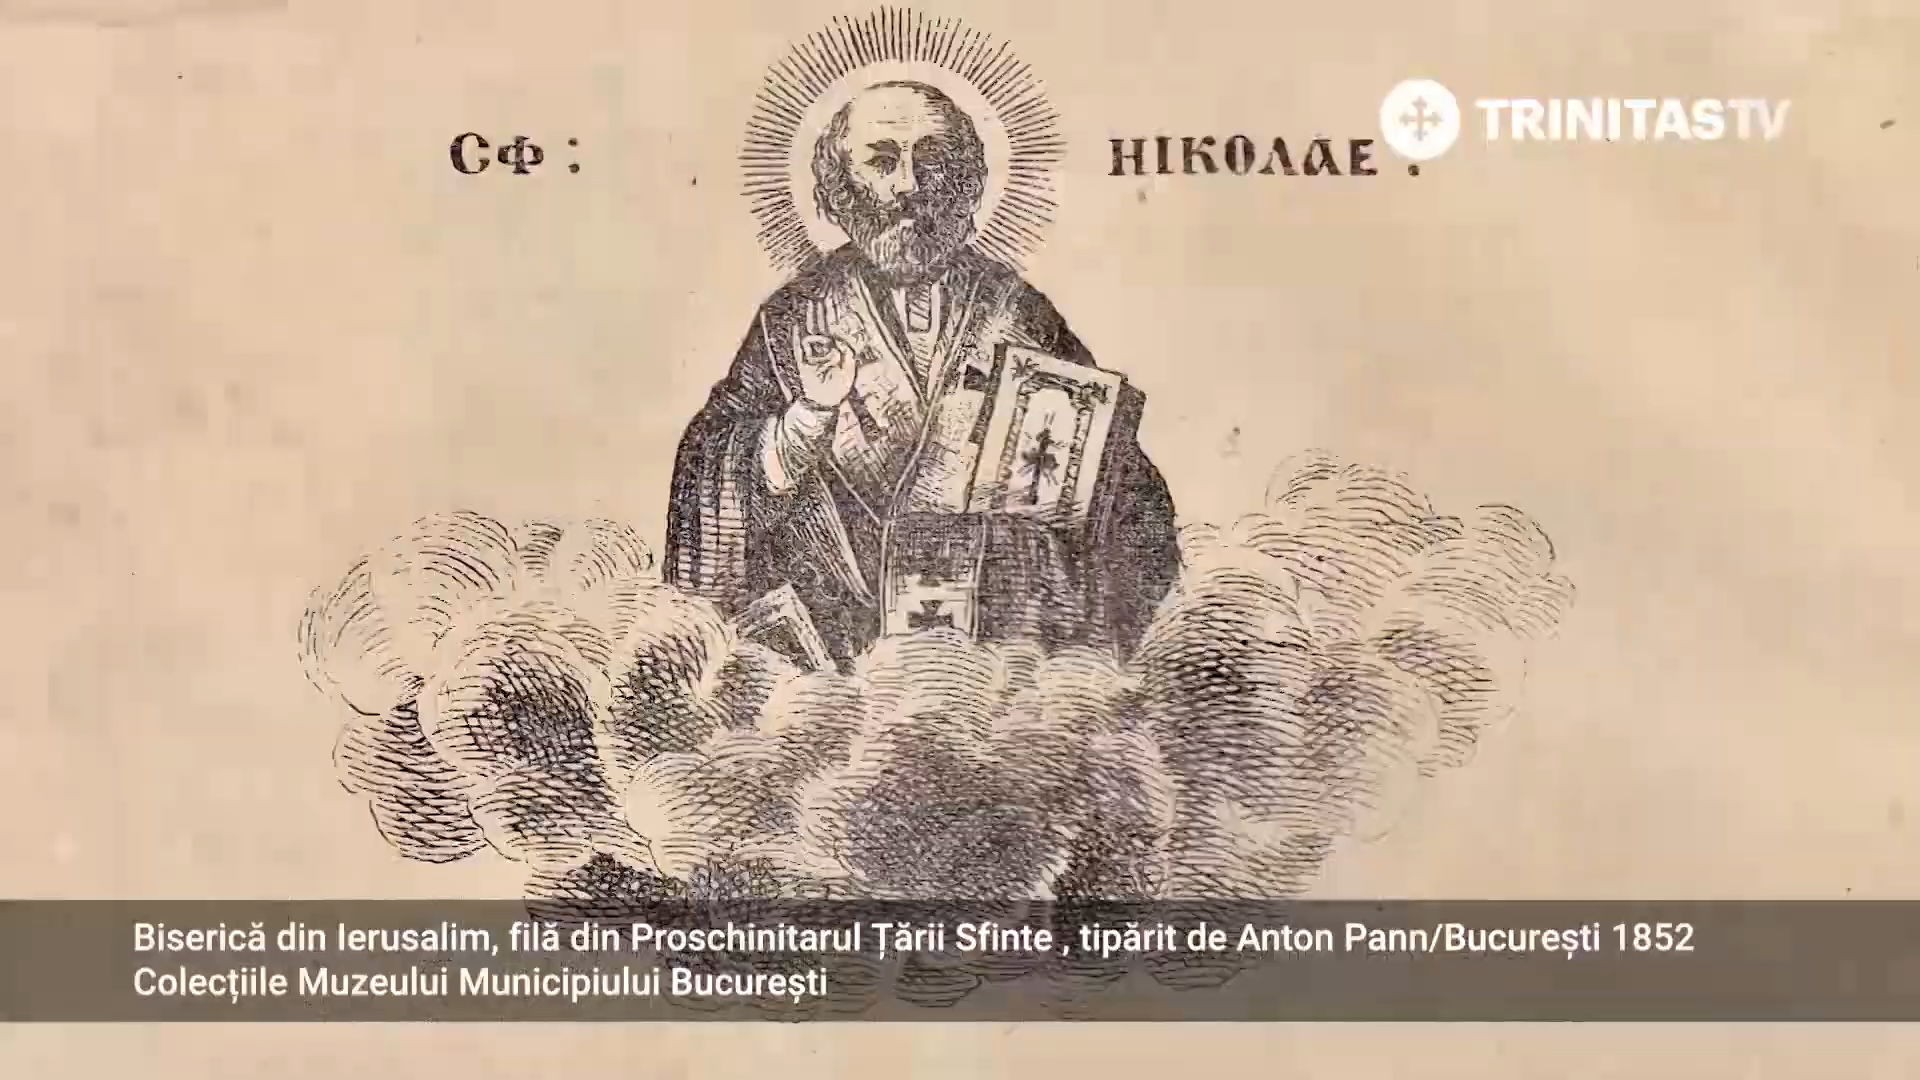 СФ :
НІКОЛАЕ .
TRINITASTV
Biserică din Ierusalim, filă din Proschinitarul Țării Sfinte , tipărit de Anton Pann/București 1852
Colecțiile Muzeului Municipiului București